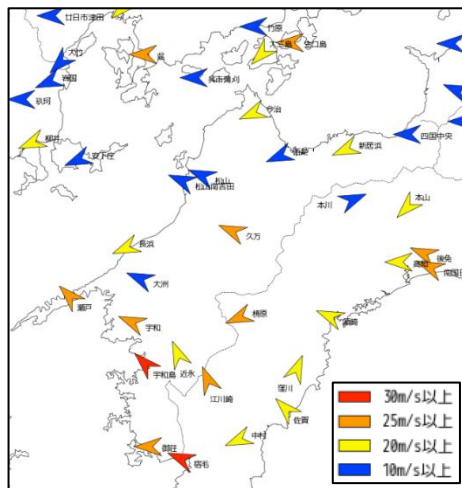 廿日市津田
竹原
大三島
生口島
呉
大竹
岩国
呉市蒲刈
玖珂
今治
柳井
安下庄
四国中央
新居浜
松山
松山南吉田
本川
本山
久万
長浜
後免
高知
南国日
大洲
瀬戸
宇和
梼原
須崎
宇和島
近永
江川崎
窪川
佐賀
中村
御荘
宿毛
30m/s以上
25m/s以上
20m/s以上
10m/s以上